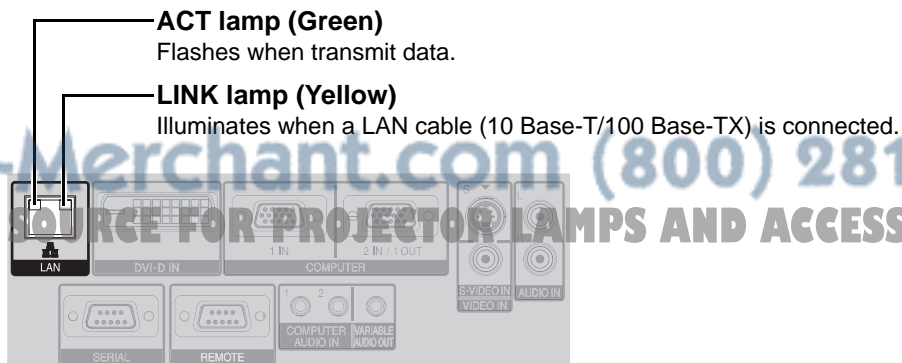 ACT lamp (Green)
Flashes when transmit data.
LINK lamp (Yellow)
Illuminates when a LAN cable (10 Base-T/100 Base-TX) is connected.
-Merchant.com (800) 281
SOURCE FOR PROJECTOR LAMPS AND ACCESS
LAN
DVI-D IN
1 IN
2 IN / 1 OUT
COMPUTER
S-VIDEO IN
VIDEO IN
L
AUDIO IN
SERIAL
REMOTE
1 2
COMPUTER AUDIO IN
VARIABLE AUDIO OUT